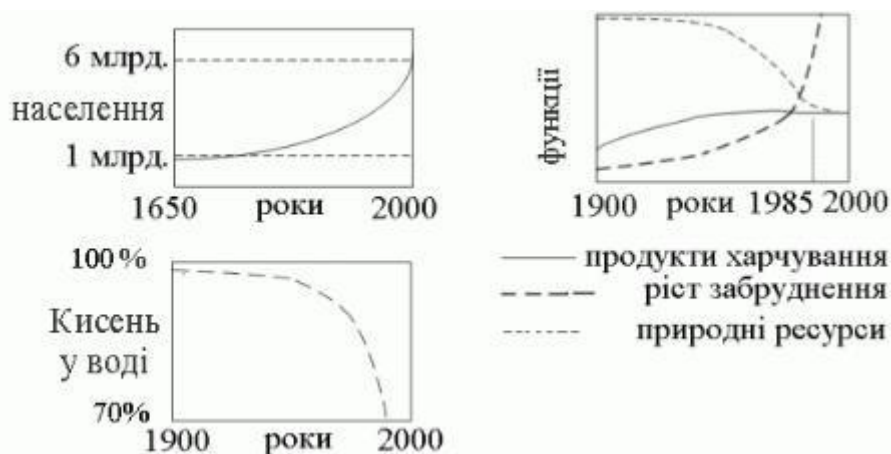 6 млрд.
населення
1 млрд.
1650 роки 2000
функції
1900 роки 1985 2000
100%
Кисень
у воді
70%
1900 роки 2000
продукти харчування
ріст забруднення
природні ресурси